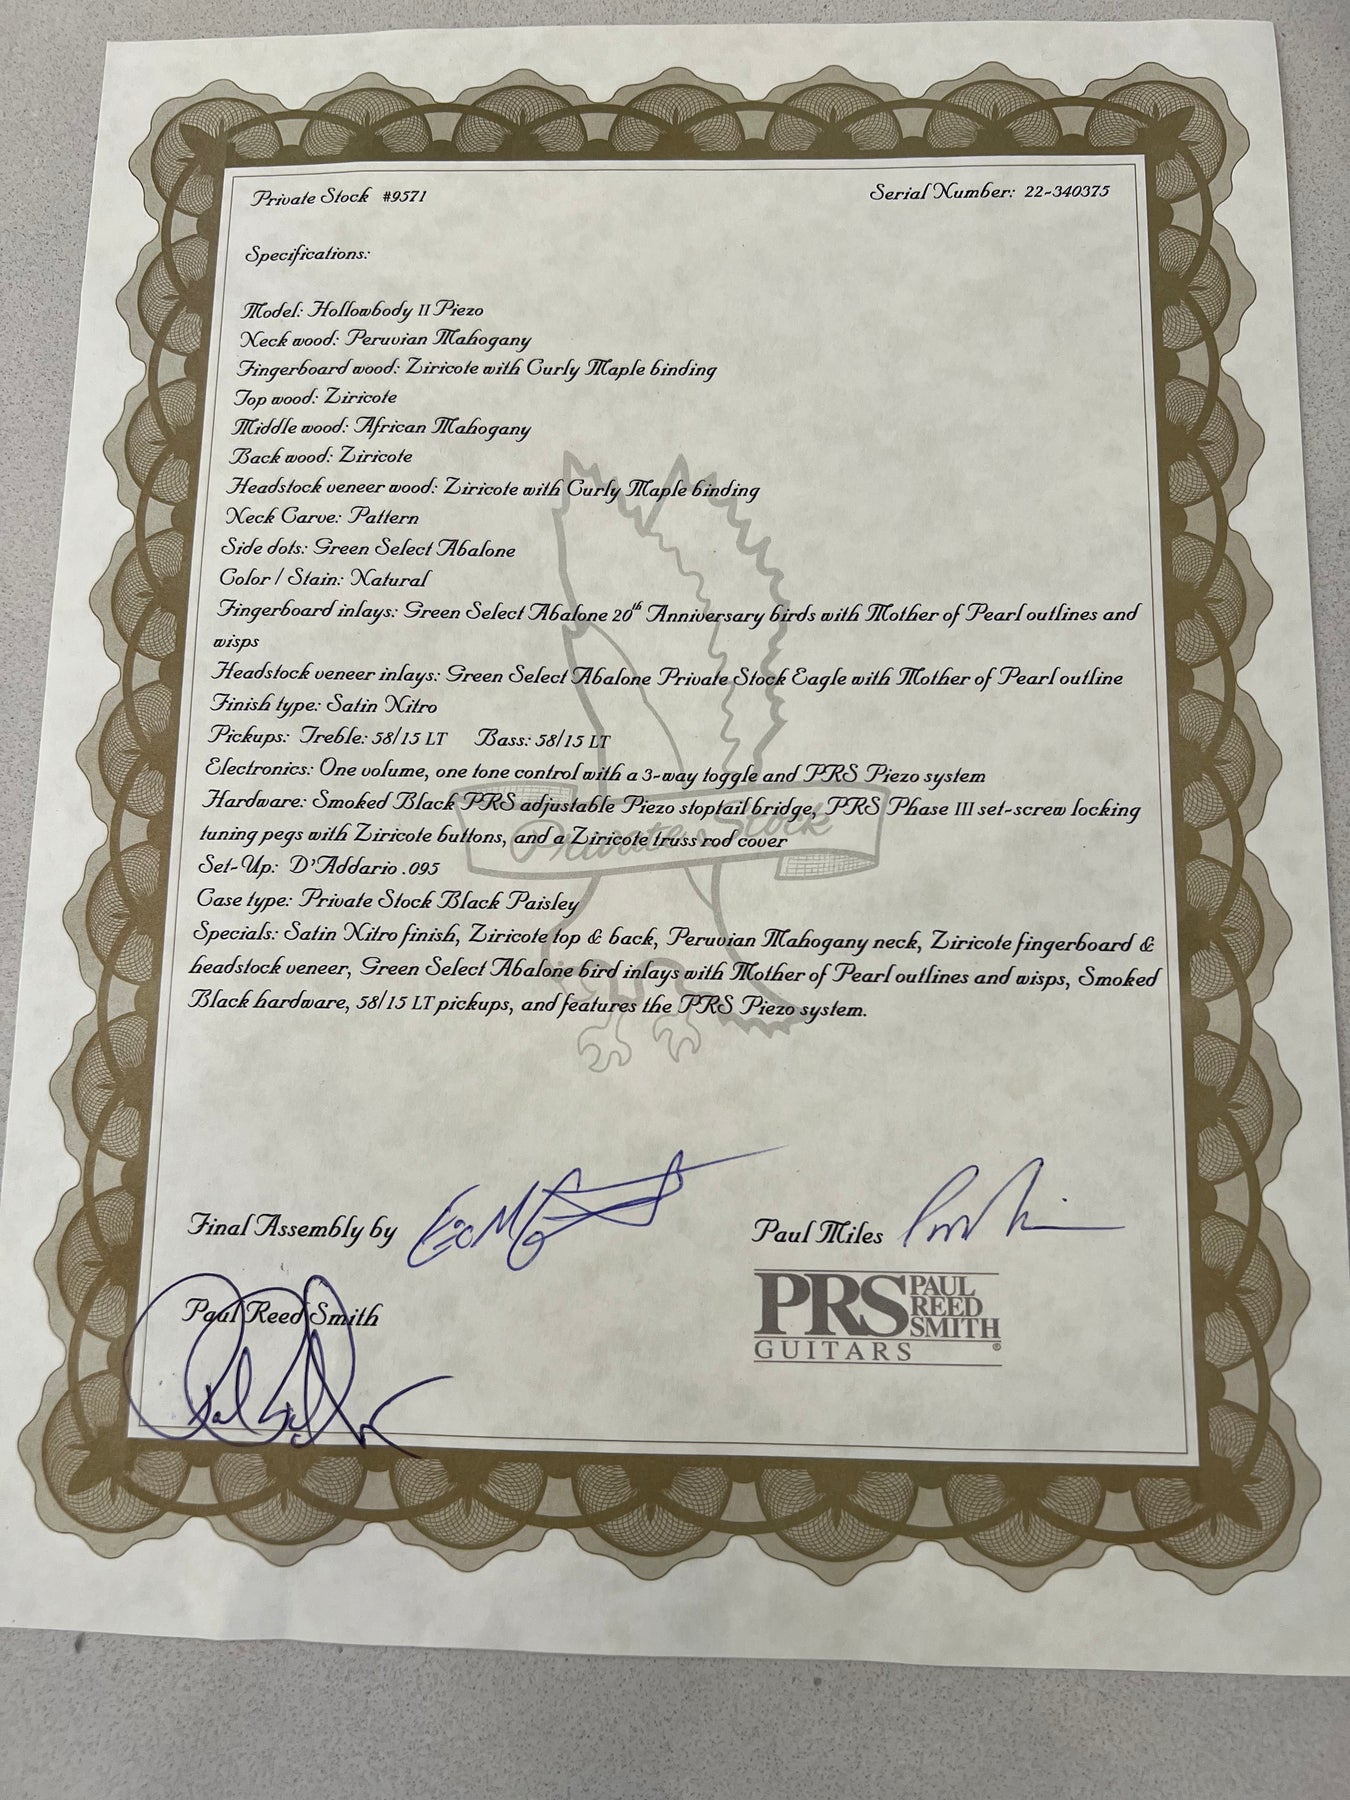 Private Stock #9571
Serial Number: 22-340375
Specifications:
Model: Hollowbody II Piezo
Neck wood: Peruvian Mahogany
Fingerboard wood: Ziricote with Curly Maple binding
Top wood: Ziricote
Middle wood: African Mahogany
Back wood: Ziricote
Headstock veneer wood: Ziricote with Curly Maple binding
Neck Carve: Pattern
Side dots: Green Select Abalone
Color / Stain: Natural
Fingerboard inlays: Green Select Abalone 20th Anniversary birds with Mother of Pearl outlines and
wisps
Headstock veneer inlays: Green Select Abalone Private Stock Eagle with Mother of Pearl outline
Finish type: Satin Nitro
Pickups: Treble: 58/15 LT Bass: 58/15 LT
Electronics: One volume, one tone control with a 3-way toggle and PRS Piezo system
Hardware: Smoked Black PRS adjustable Piezo stoptail bridge, PRS Phase III set-screw locking
Private Stock
tuning pegs with Ziricote buttons, and a Ziricote truss rod cover
Set-Up: D'Addario .095
Case type: Private Stock Black Paisley
Specials: Satin Nitro finish, Ziricote top & back, Peruvian Mahogany neck, Ziricote fingerboard &
headstock veneer, Green Select Abalone bird inlays with Mother of Pearl outlines and wisps, Smoked
Black hardware, 58/15 LT pickups, and features the PRS Piezo system.
Final Assembly by
Paul Miles
Paul Reed Smith
PRS PAUL
REED
SMITH
GUITARS ®